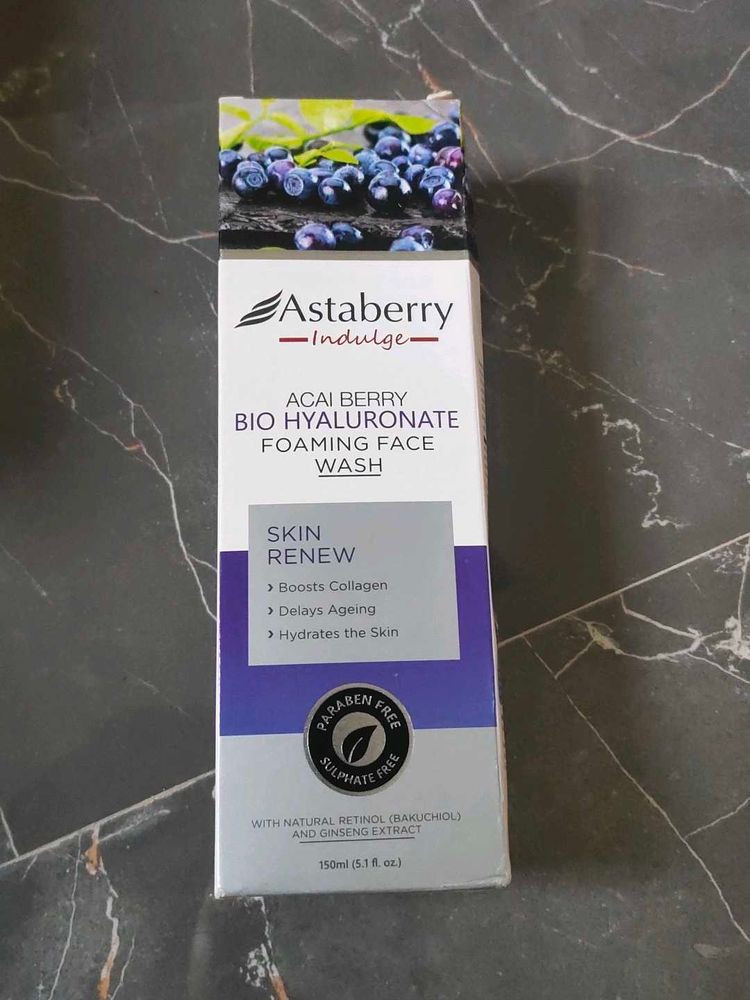 Astaberry
Indulge
ACAI BERRY
BIO HYALURONATE
FOAMING FACE
WASH
SKIN
RENEW
› Boosts Collagen
› Delays Ageing
› Hydrates the Skin
PARABEN FREE
SULPHATE FREE
WITH NATURAL RETINOL (BAKUCHIOL)
AND GINSENG EXTRACT
150ml (5.1 fl. oz.)